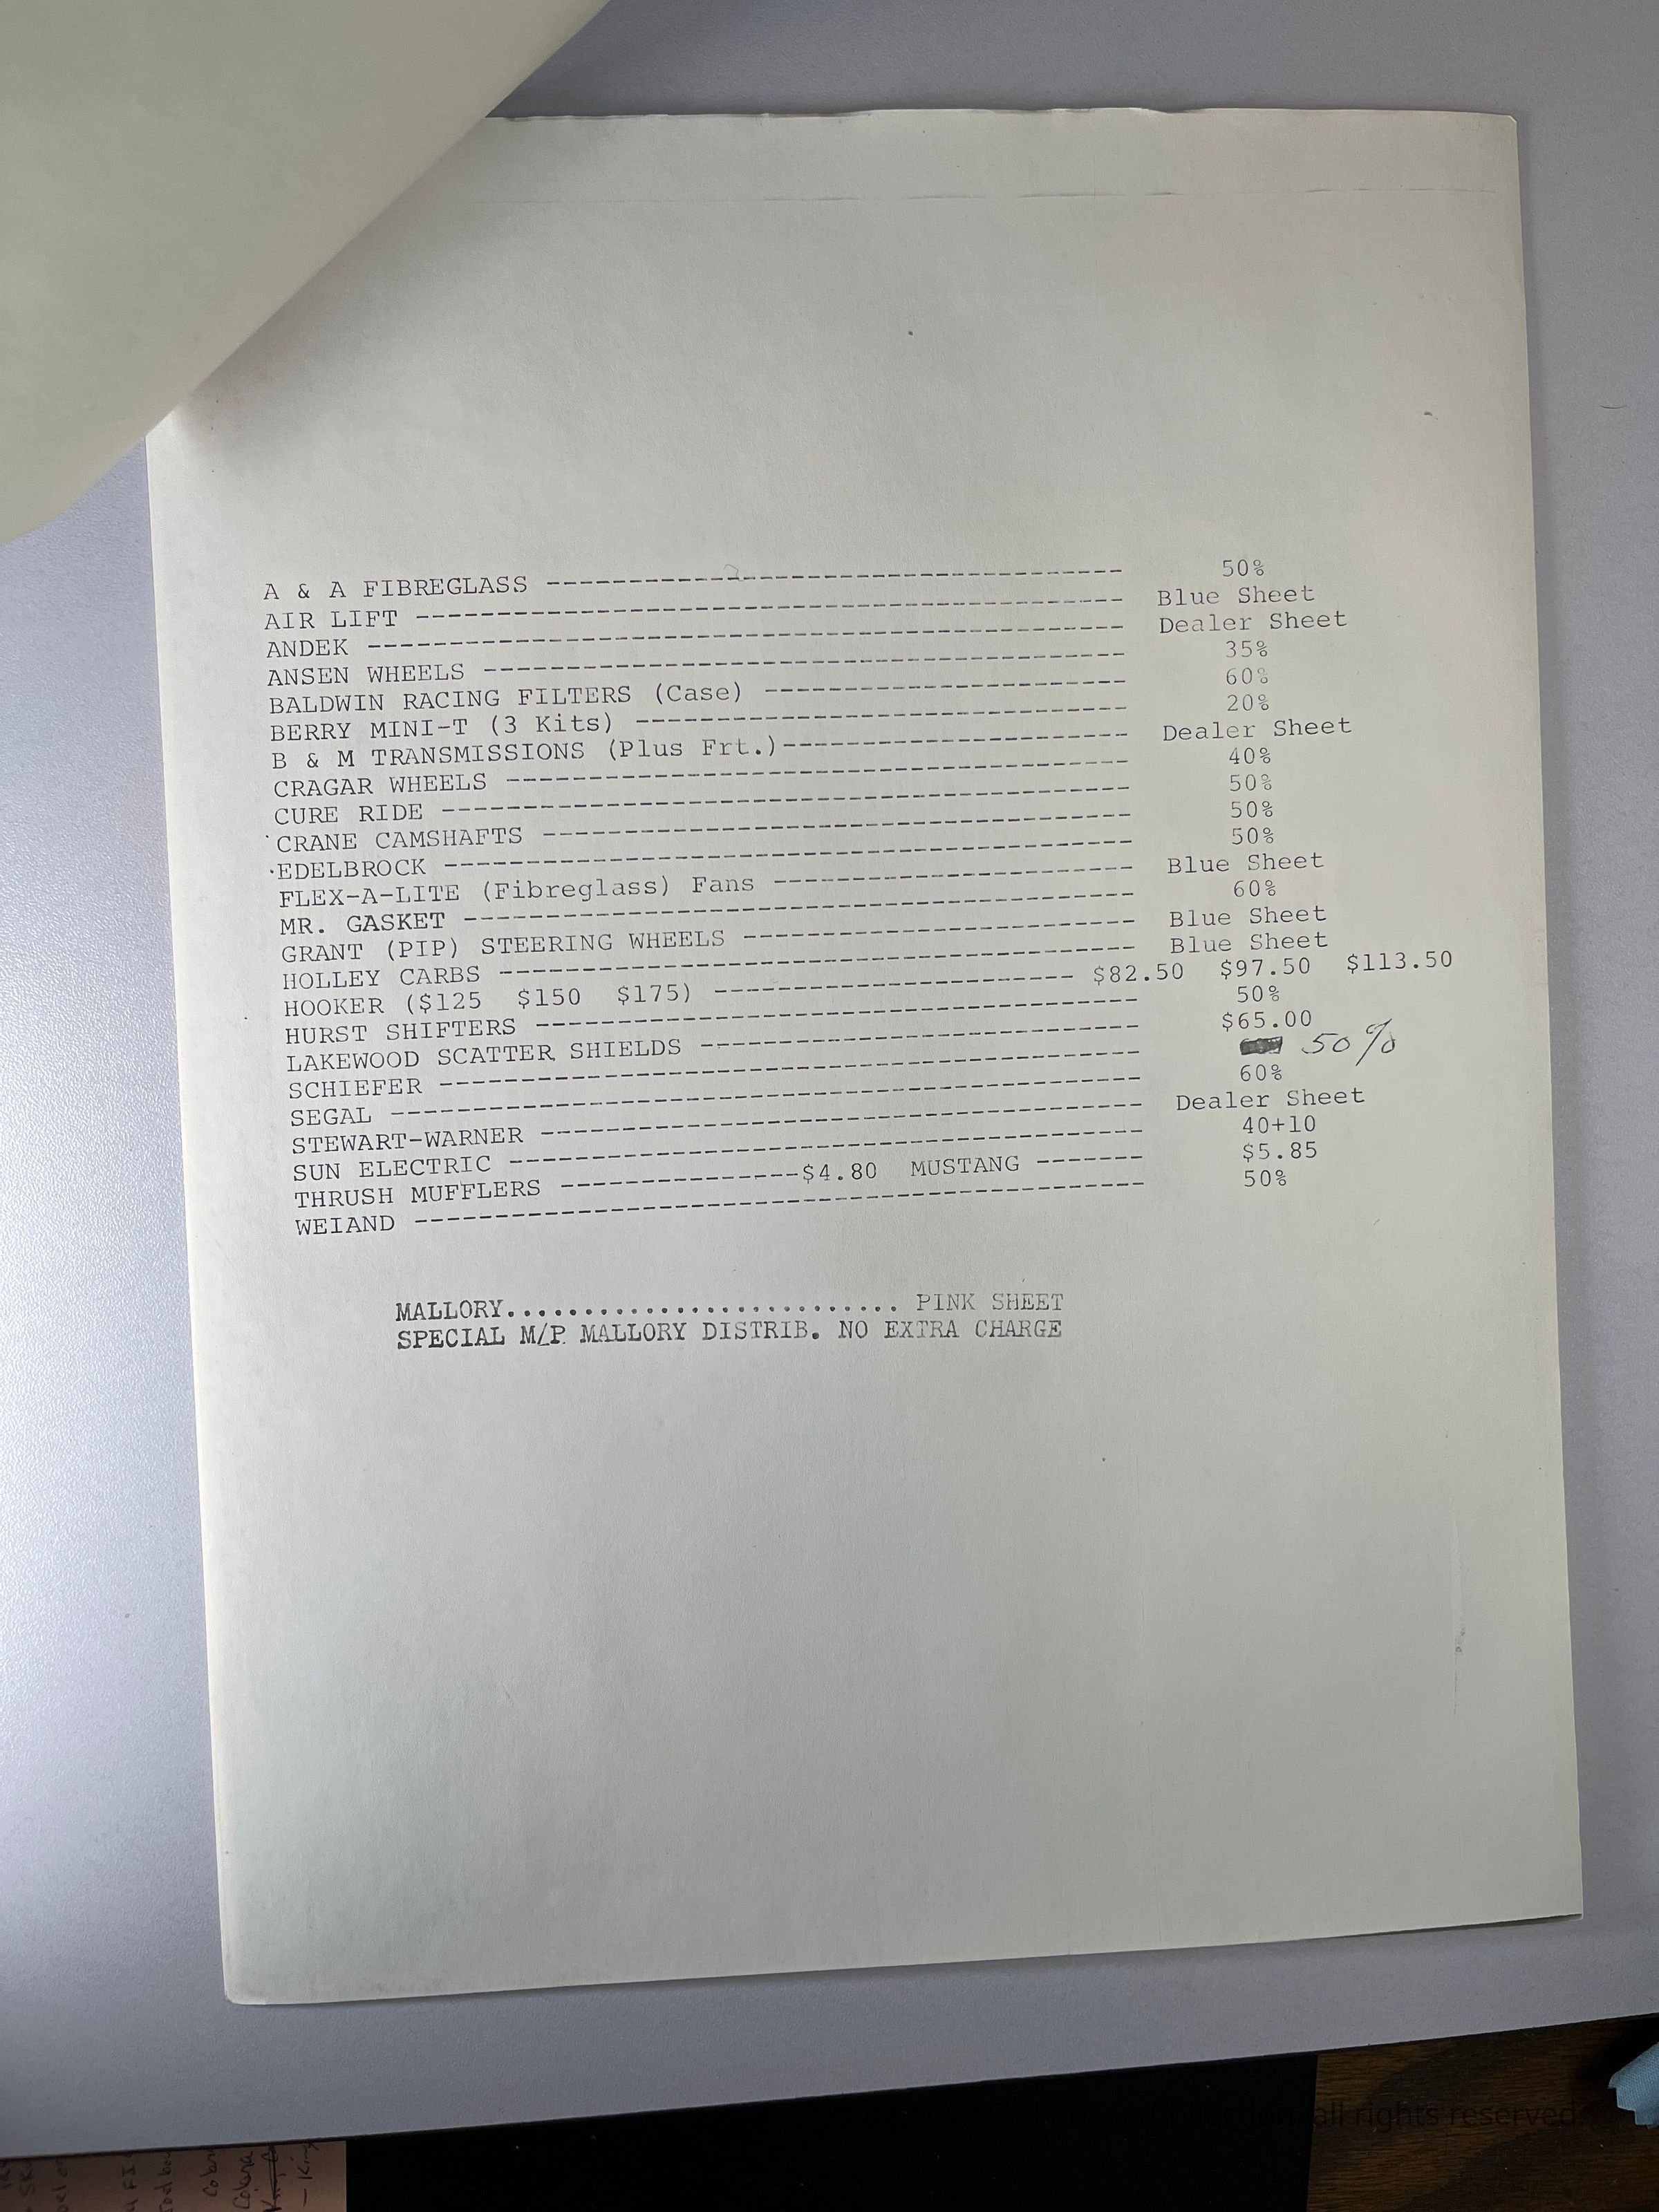 A & A FIBREGLASS ------------------------------------------- 50%
AIR LIFT ---------------------------------------------------- Blue Sheet
ANDEK ------------------------------------------------------- Dealer Sheet
ANSEN WHEELS ----------------------------------------------- 35%
BALDWIN RACING FILTERS (Case) --------------------------- 60%
BERRY MINI-T (3 Kits) ------------------------------------ 20%
B & M TRANSMISSIONS (Plus Frt.)-------------------------- Dealer Sheet
CRAGAR WHEELS ---------------------------------------------- 40%
CURE RIDE --------------------------------------------------- 50%
CRANE CAMSHAFTS ------------------------------------------- 50%
EDELBROCK --------------------------------------------------- 50%
FLEX-A-LITE (Fibreglass) Fans --------------------------- Blue Sheet
MR. GASKET -------------------------------------------------- 60%
GRANT (PIP) STEERING WHEELS ----------------------------- Blue Sheet
HOLLEY CARBS ----------------------------------------------- Blue Sheet
HOOKER ($125 $150 $175) --------------------------- $82.50 $97.50 $113.50
HURST SHIFTERS --------------------------------------------- 50%
LAKEWOOD SCATTER SHIELDS -------------------------------- $65.00
SCHIEFER ---------------------------------------------------- 50%
SEGAL ------------------------------------------------------- 60%
STEWART-WARNER --------------------------------------------- Dealer Sheet
SUN ELECTRIC ----------------------------------------------- 40+10
THRUSH MUFFLERS ------------------$4.80 MUSTANG -------- $5.85
WEIAND ------------------------------------------------------ 50%
MALLORY.......................... PINK SHEET
SPECIAL M/P MALLORY DISTRIB. NO EXTRA CHARGE
all rights reserved
Cobra